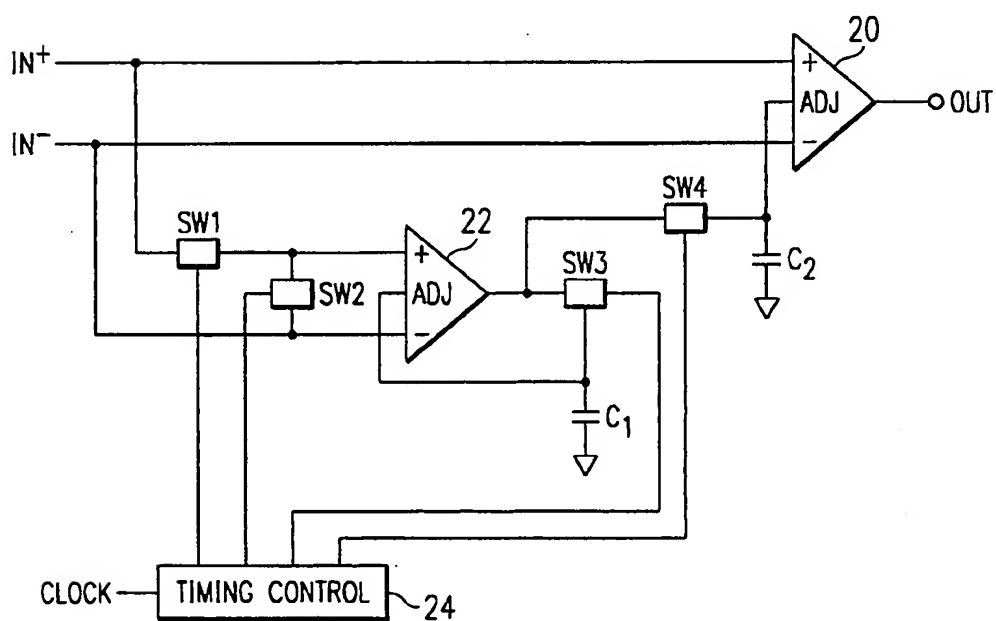 20
IN+
+
ADJ
OUT
IN-
-
SW4
SW1
22
+
SW3
C2
SW2
ADJ
-
C1
CLOCK
TIMING CONTROL
24